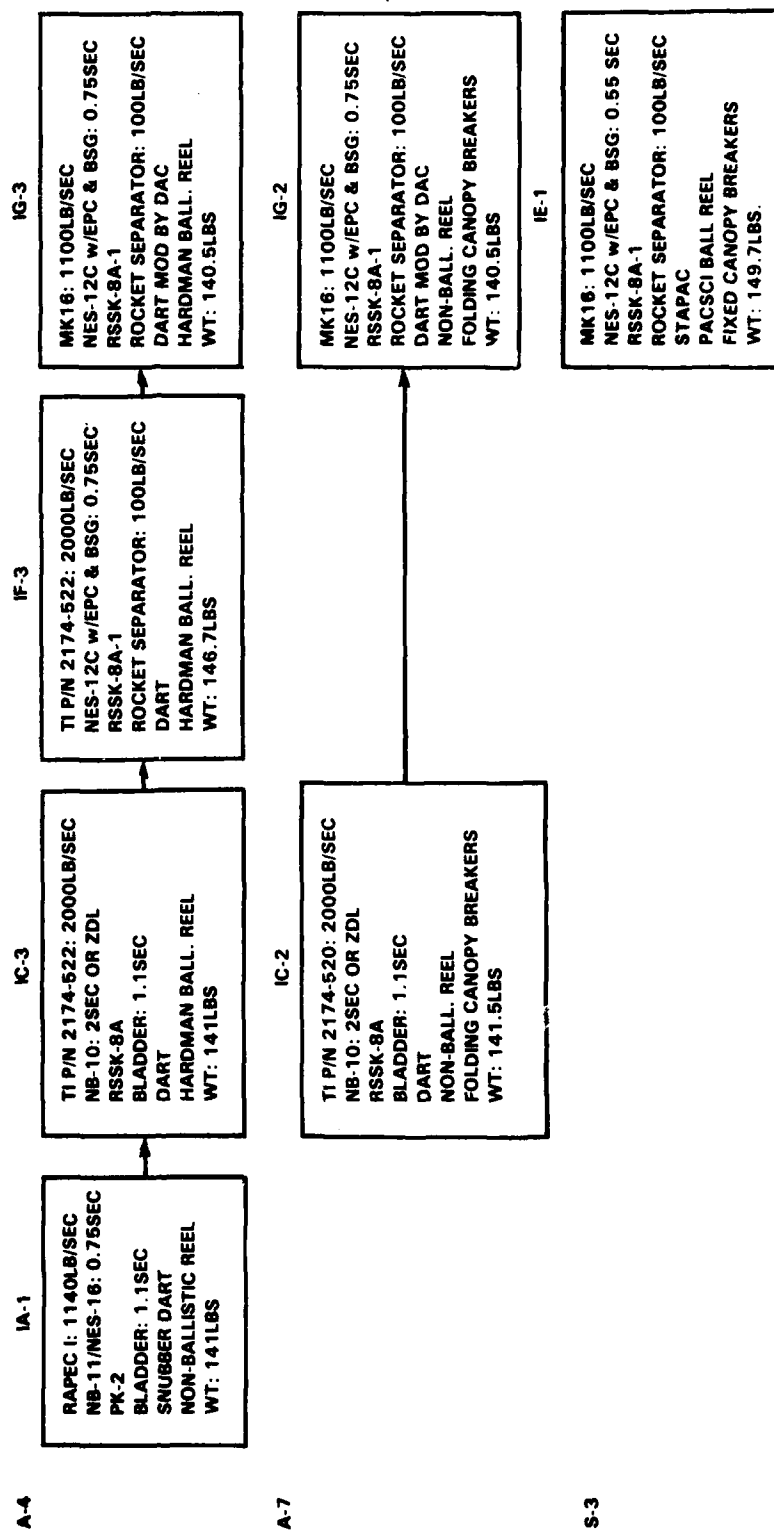 A-4
IA-1
RAPEC I: 1140LB/SEC
NB-11/NES-16: 0.75SEC
PK-2
BLADDER: 1.1SEC
SNUBBER DART
NON-BALLISTIC REEL
WT: 141LBS
IC-3
TI P/N 2174-522: 2000LB/SEC
NB-10: 2SEC OR ZDL
RSSK-8A
BLADDER: 1.1SEC
DART
HARDMAN BALL. REEL
WT: 141LBS
IF-3
TI P/N 2174-522: 2000LB/SEC
NES-12C w/EPC & BSG: 0.75SEC
RSSK-8A-1
ROCKET SEPARATOR: 100LB/SEC
DART
HARDMAN BALL. REEL
WT: 146.7LBS
IG-3
MK16: 1100LB/SEC
NES-12C w/EPC & BSG: 0.75SEC
RSSK-8A-1
ROCKET SEPARATOR: 100LB/SEC
DART MOD BY DAC
HARDMAN BALL. REEL
WT: 140.5LBS
A-7
IC-2
TI P/N 2174-520: 2000LB/SEC
NB-10: 2SEC OR ZDL
RSSK-8A
BLADDER: 1.1SEC
DART
NON-BALL. REEL
FOLDING CANOPY BREAKERS
WT: 141.5LBS
IG-2
MK16: 1100LB/SEC
NES-12C w/EPC & BSG: 0.75SEC
RSSK-8A-1
ROCKET SEPARATOR: 100LB/SEC
DART MOD BY DAC
NON-BALL. REEL
FOLDING CANOPY BREAKERS
WT: 140.5LBS
S-3
IE-1
MK16: 1100LB/SEC
NES-12C w/EPC & BSG: 0.55 SEC
RSSK-8A-1
ROCKET SEPARATOR: 100LB/SEC
STAPAC
PACSCI BALL REEL
FIXED CANOPY BREAKERS
WT: 149.7LBS.